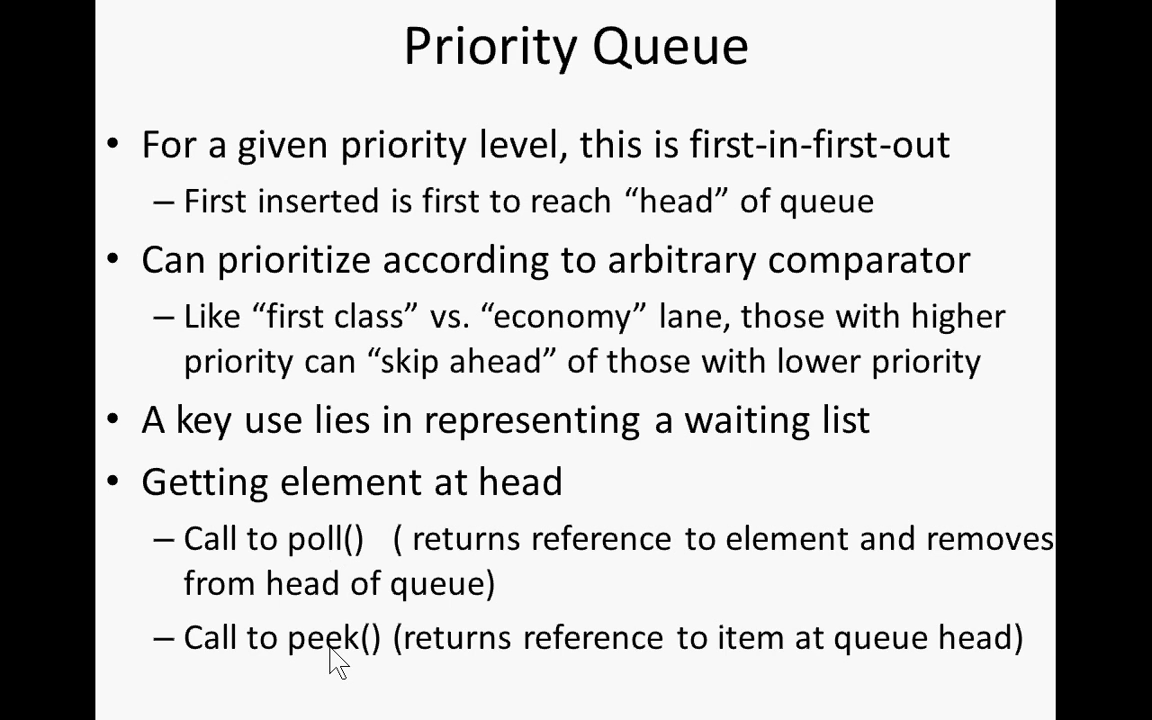 Priority Queue
• For a given priority level, this is first-in-first-out
– First inserted is first to reach “head” of queue
• Can prioritize according to arbitrary comparator
– Like “first class” vs. “economy” lane, those with higher
priority can “skip ahead” of those with lower priority
• A key use lies in representing a waiting list
• Getting element at head
– Call to poll() ( returns reference to element and removes
from head of queue)
– Call to peek() (returns reference to item at queue head)